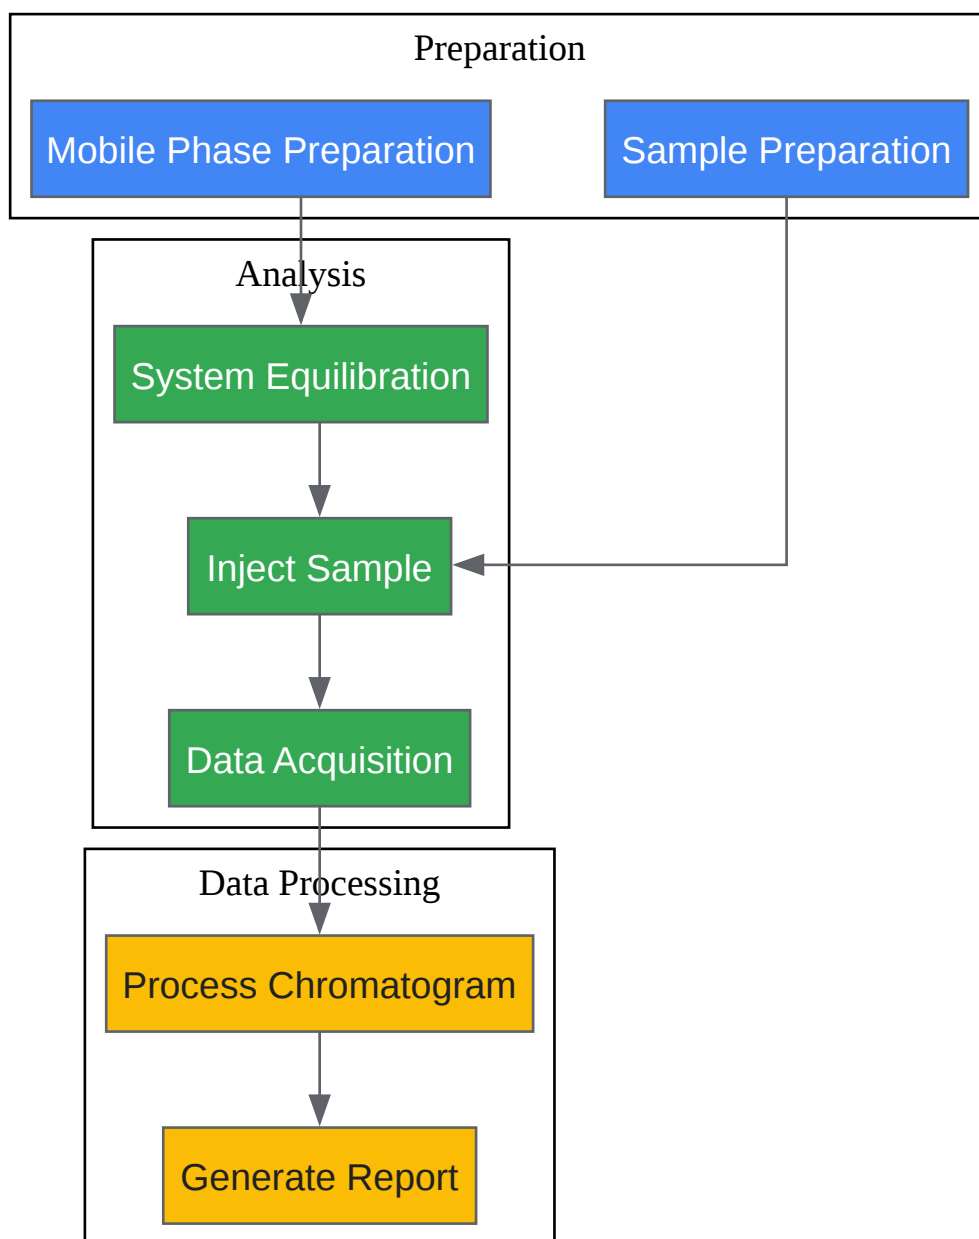 Preparation
Mobile Phase Preparation
Sample Preparation
Analysis
System Equilibration
Inject Sample
Data Acquisition
Data Processing
Process Chromatogram
Generate Report